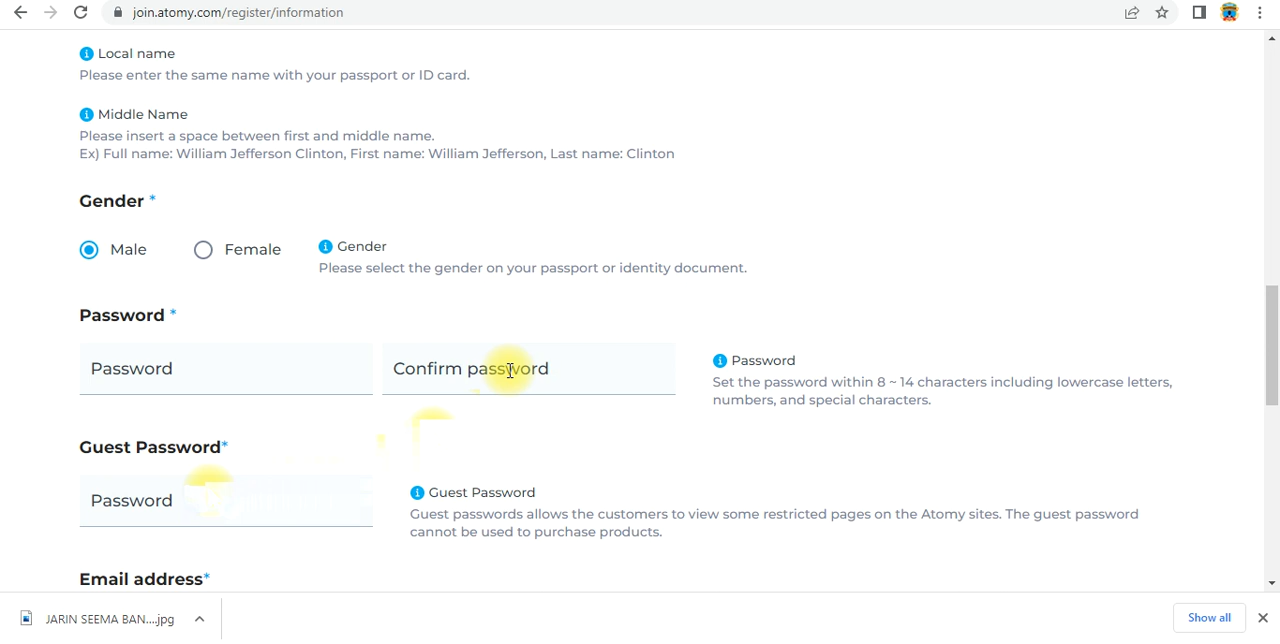 join.atomy.com/register/information
Local name
Please enter the same name with your passport or ID card.
Middle Name
Please insert a space between first and middle name.
Ex) Full name: William Jefferson Clinton, First name: William Jefferson, Last name: Clinton
Gender *
Male Female
Gender
Please select the gender on your passport or identity document.
Password *
Password
Confirm password
Password
Set the password within 8 ~ 14 characters including lowercase letters,
numbers, and special characters.
Guest Password*
Password
Guest Password
Guest passwords allows the customers to view some restricted pages on the Atomy sites. The guest password
cannot be used to purchase products.
Email address*
JARIN SEEMA BAN....jpg
Show all